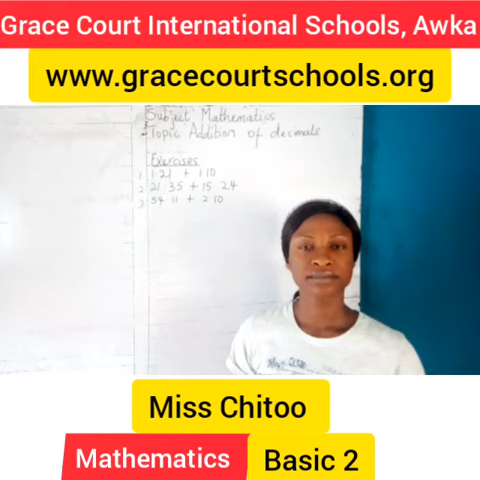 Grace Court International Schools, Awka
www.gracecourtschools.org
Subject Mathematics
Topic Addition of decimals
Exercises
1 1.21 + 1.10
2 21.35 + 15.24
3 54.11 + 2.10
Miss Chitoo
Mathematics
Basic 2